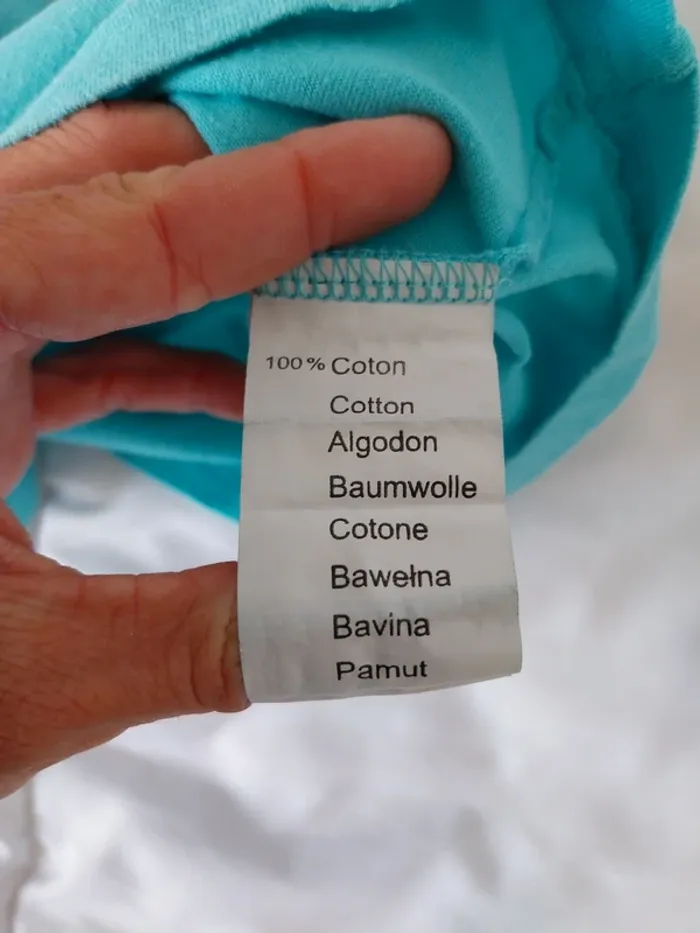 100% Coton
Cotton
Algodon
Baumwolle
Cotone
Bawełna
Bavina
Pamut